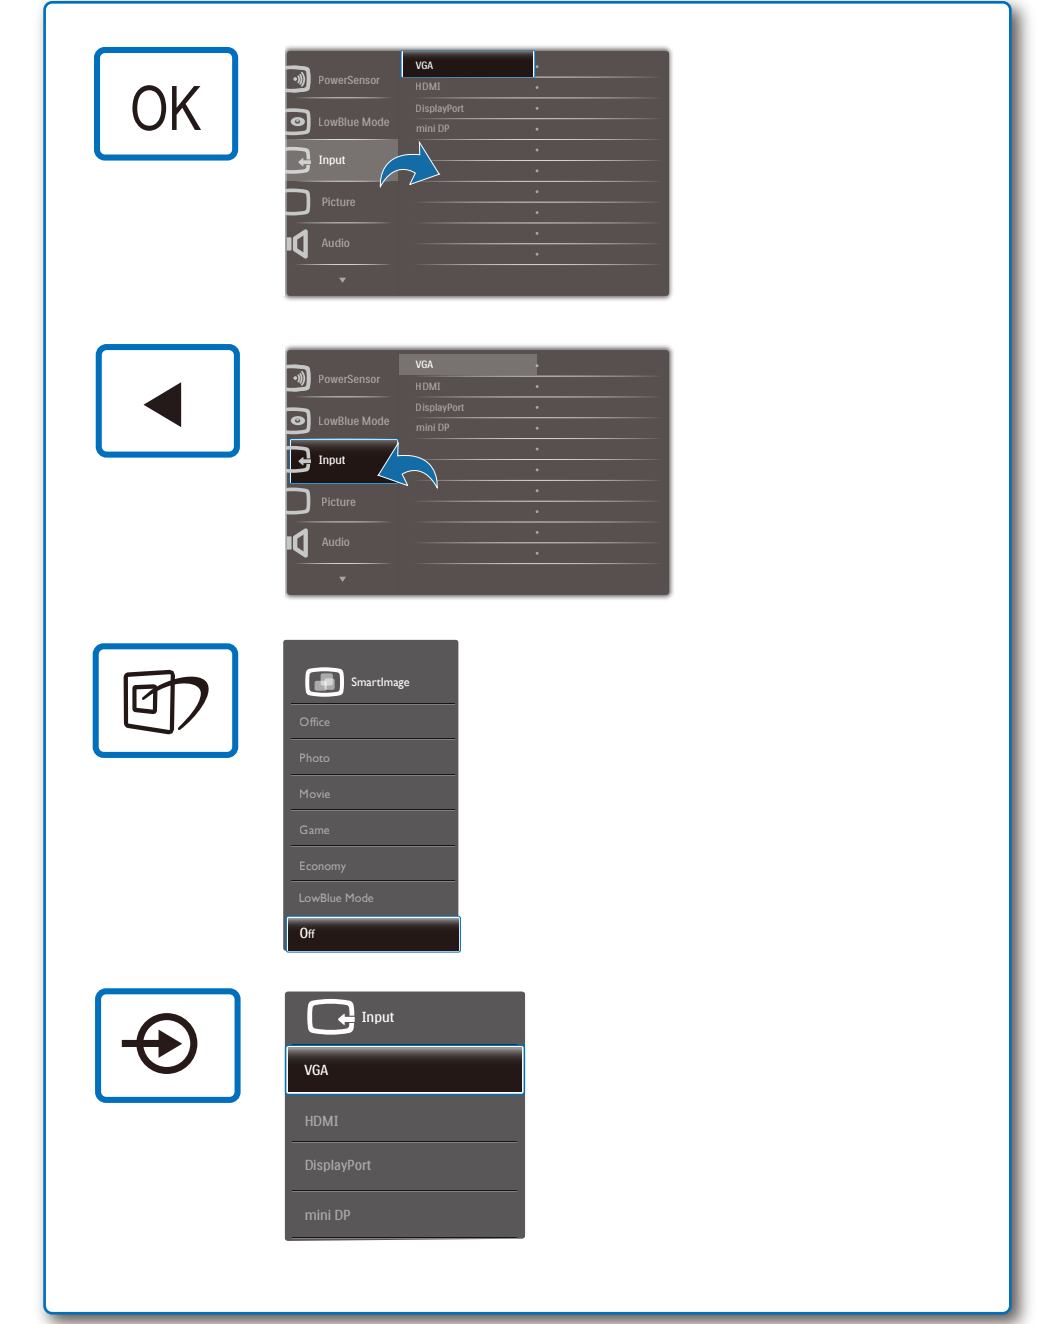 OK
VGA
PowerSensor
HDMI
DisplayPort
LowBlue Mode
mini DP
Input
Picture
Audio
VGA
PowerSensor
HDMI
DisplayPort
LowBlue Mode
mini DP
Input
Picture
Audio
SmartImage
Office
Photo
Movie
Game
Economy
LowBlue Mode
Off
Input
VGA
HDMI
DisplayPort
mini DP